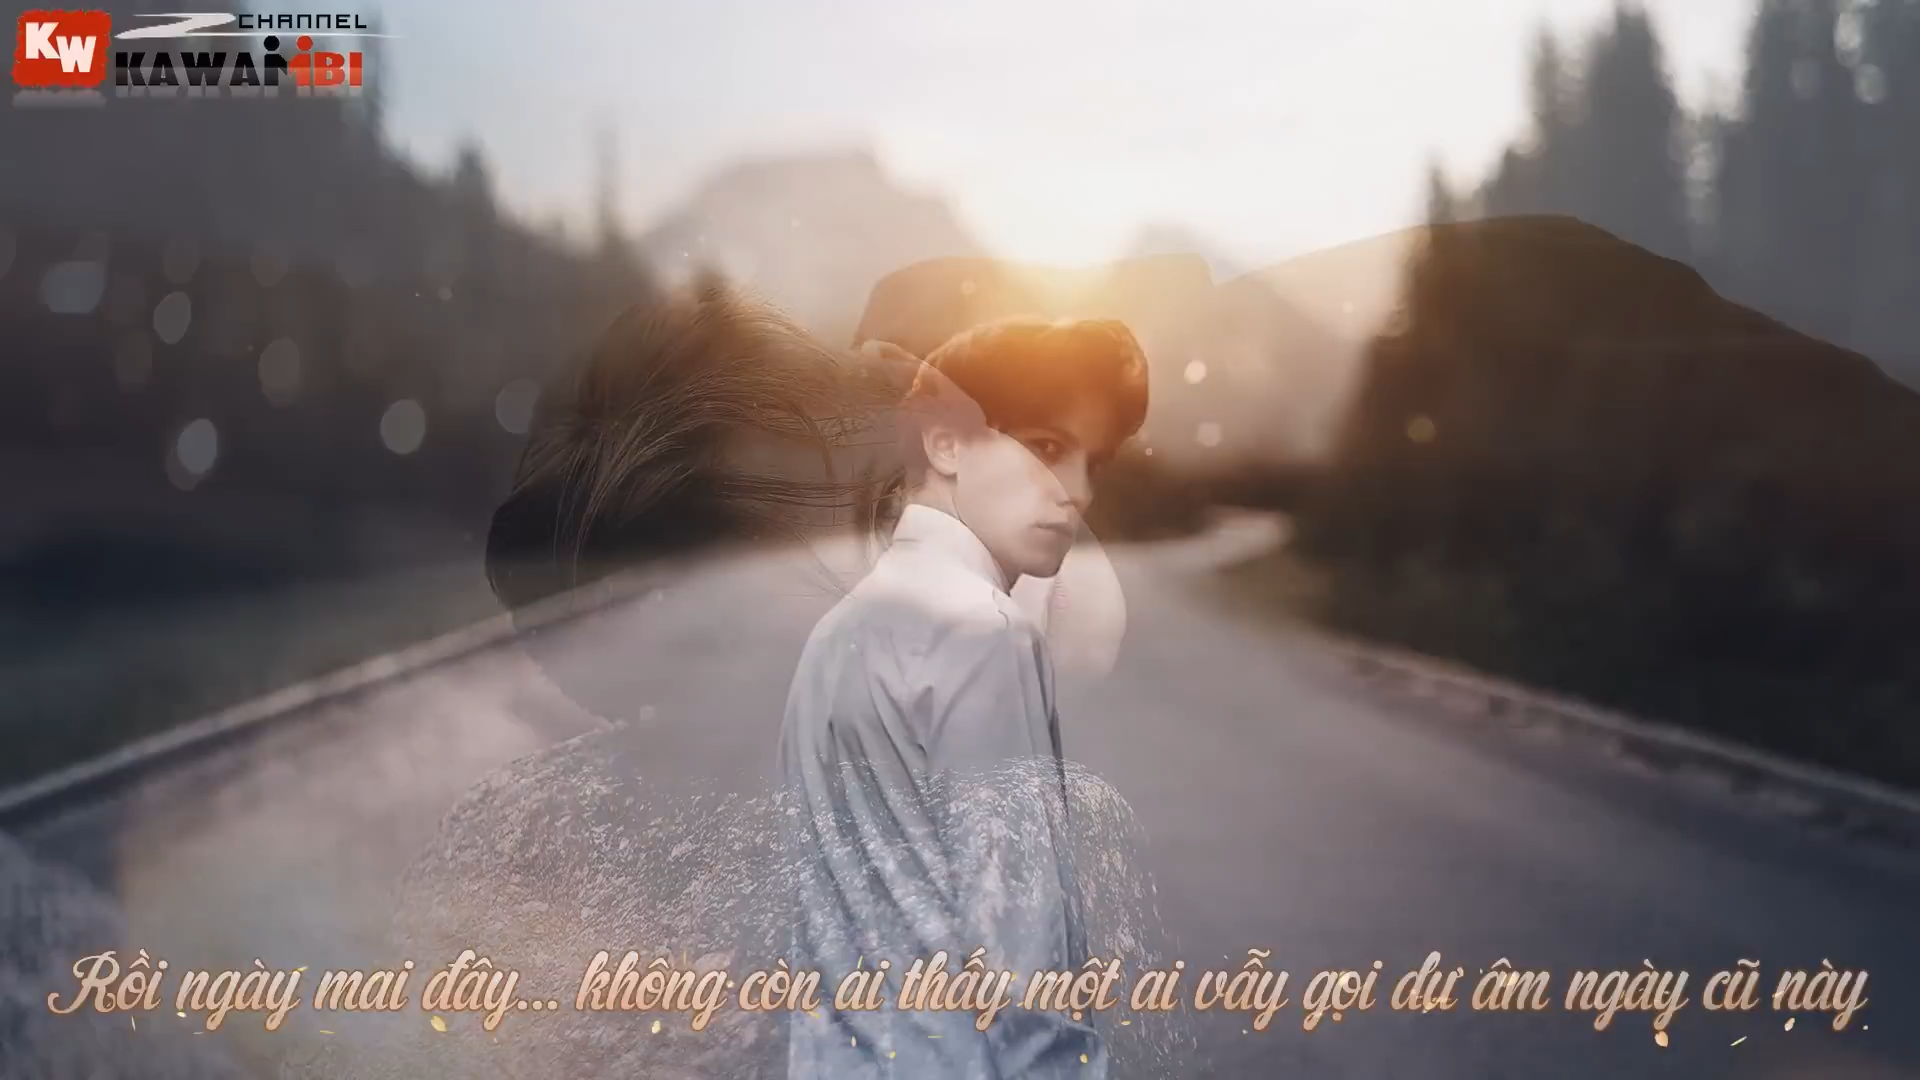 KW
CHANNEL
KAWAIIBI
Rồi ngày mai đây... không còn ai thấy một ai vẫy gọi dư âm ngày cũ này